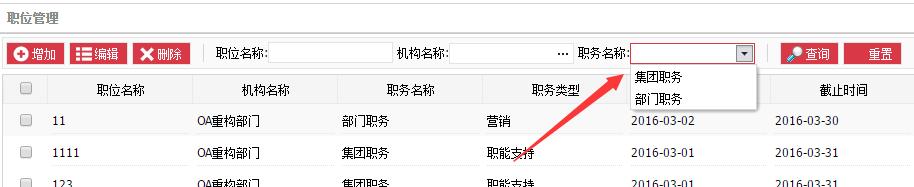 职位管理
增加 编辑 删除 职位名称: 机构名称: ... 职务名称: 查询 重置
集团职务
部门职务
职位名称 机构名称 职务名称 职务类型 截止时间
11 OA重构部门 部门职务 营销 2016-03-02 2016-03-30
1111 OA重构部门 集团职务 职能支持 2016-03-01 2016-03-31
123 OA重构部门 集团职务 职能支持 2016-03-01 2016-03-31